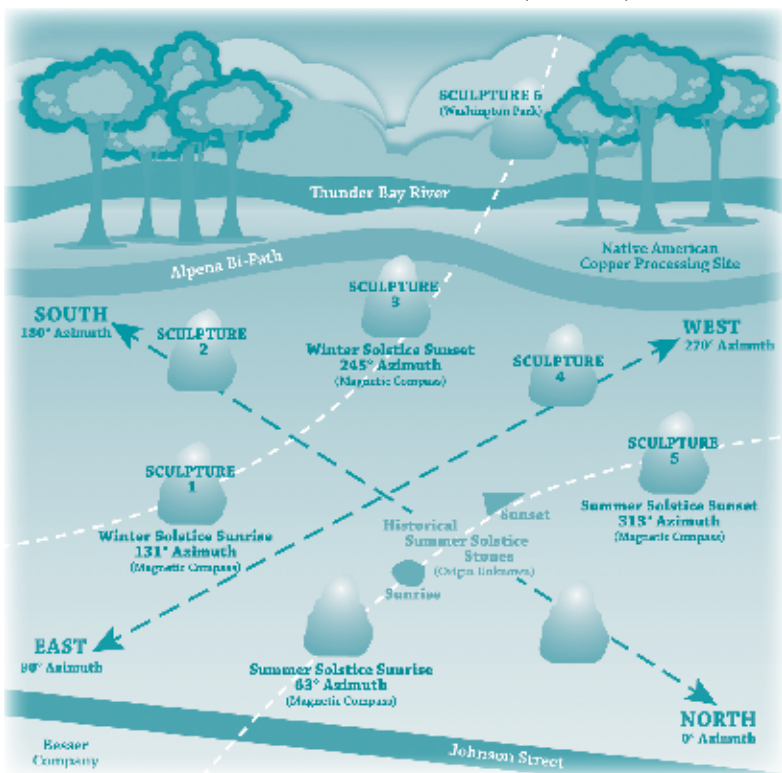 SCULPTURE 6
(Washington Park)
Thunder Bay River
Native American
Copper Processing Site
Alpena Bi-Path
SOUTH
180° Azimuth
SCULPTURE
2
SCULPTURE
3
Winter Solstice Sunset
245° Azimuth
(Magnetic Compass)
SCULPTURE
4
WEST
270° Azimuth
SCULPTURE
1
Winter Solstice Sunrise
131° Azimuth
(Magnetic Compass)
SCULPTURE
5
Summer Solstice Sunset
313° Azimuth
(Magnetic Compass)
Sunset
Historical
Summer Solstice
Stones
(Origin Unknown)
Sunrise
EAST
90° Azimuth
Summer Solstice Sunrise
63° Azimuth
(Magnetic Compass)
NORTH
0° Azimuth
Besser
Company
Johnson Street